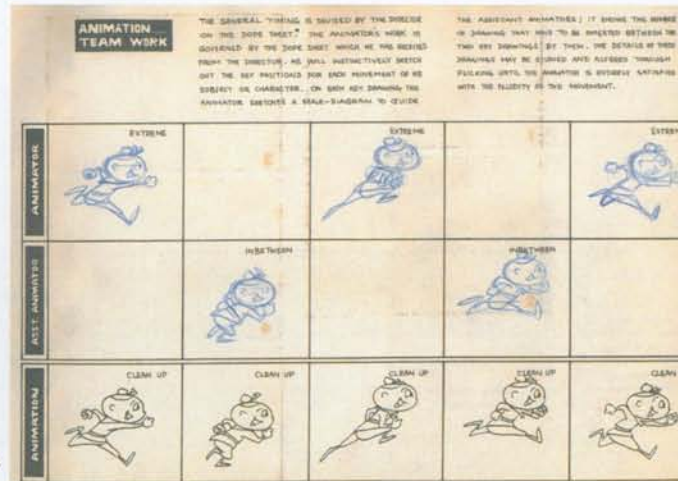 ANIMATION
TEAM WORK
THE GENERAL TIMING IS DEVISED BY THE DIRECTOR
ON THE DOPE SHEET. THE ANIMATOR'S WORK IS
GOVERNED BY THE DOPE SHEET WHICH HE HAS RECEIVED
FROM THE DIRECTOR. HE WILL INSTINCTIVELY SKETCH
OUT THE KEY POSITIONS FOR EACH MOVEMENT OF HIS
SUBJECT OR CHARACTER. ON EACH KEY DRAWING THE
ANIMATOR SKETCHES A SCALE-DIAGRAM TO GUIDE
THE ASSISTANT ANIMATORS; IT SHOWS THE NUMBER
OF DRAWING THAT HAVE TO BE INSERTED BETWEEN THE
TWO KEY DRAWINGS BY THEM. THE DETAILS OF THESE
DRAWINGS MAY BE AND ALTERED THROUGH
FLICKING UNTIL THE ANIMATOR IS ENTIRELY SATISFIED
WITH THE FLUIDITY OF THE MOVEMENT.
ANIMATOR
EXTREME
EXTREME
EXTREM
ASST. ANIMATOR
INBETWEEN
INBETWEEN
ANIMATION
CLEAN UP
CLEAN UP
CLEAN UP
CLEAN UP
CLEAN